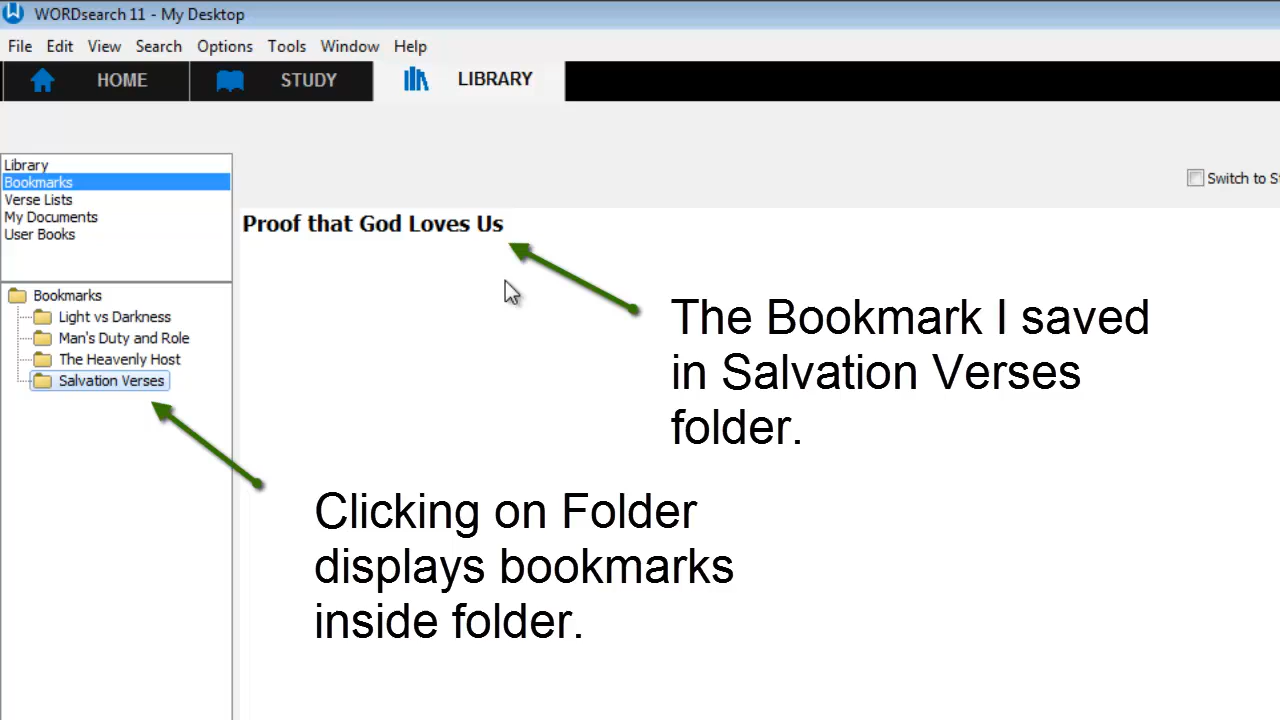 WORDsearch 11 - My Desktop
File Edit View Search Options Tools Window Help
HOME STUDY LIBRARY
Library
Bookmarks
Verse Lists
My Documents
User Books
Switch to S
Proof that God Loves Us
Bookmarks
Light vs Darkness
Man's Duty and Role
The Heavenly Host
Salvation Verses
The Bookmark I saved
in Salvation Verses
folder.
Clicking on Folder
displays bookmarks
inside folder.